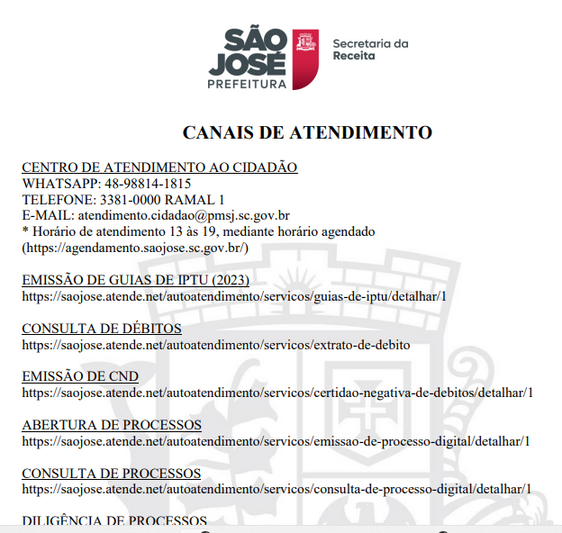 SÃO
JOSÉ
PREFEITURA
Secretaria da
Receita
CANAIS DE ATENDIMENTO
CENTRO DE ATENDIMENTO AO CIDADÃO
WHATSAPP: 48-98814-1815
TELEFONE: 3381-0000 RAMAL 1
E-MAIL: atendimento.cidadao@pmsj.sc.gov.br
* Horário de atendimento 13 às 19, mediante horário agendado
(https://agendamento.saojose.sc.gov.br/)
EMISSÃO DE GUIAS DE IPTU (2023)
https://saojose.atende.net/autoatendimento/servicos/guias-de-iptu/detalhar/1
CONSULTA DE DÉBITOS
https://saojose.atende.net/autoatendimento/servicos/extrato-de-debito
EMISSÃO DE CND
https://saojose.atende.net/autoatendimento/servicos/certidao-negativa-de-debitos/detalhar/1
ABERTURA DE PROCESSOS
https://saojose.atende.net/autoatendimento/servicos/emissao-de-processo-digital/detalhar/1
CONSULTA DE PROCESSOS
https://saojose.atende.net/autoatendimento/servicos/consulta-de-processo-digital/detalhar/1
DILIGÊNCIA DE PROCESSOS